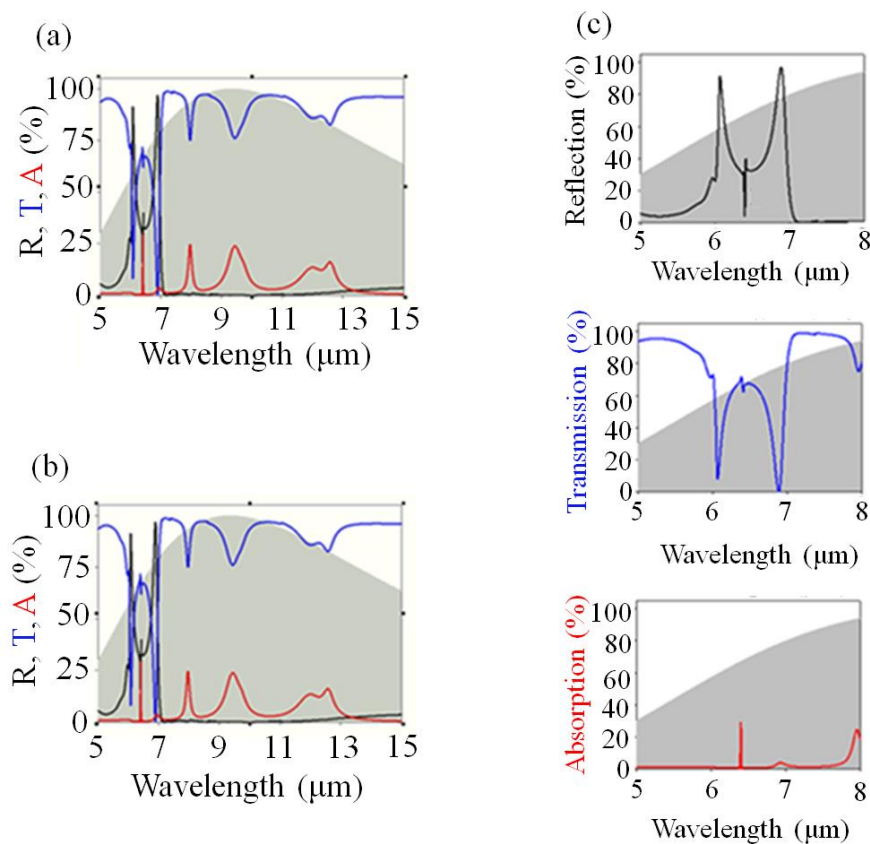 (a)
100
75
50
25
0
R, T, A (%)
5 7 9 11 13 15
Wavelength (μm)
(b)
100
75
50
25
0
R, T, A (%)
5 7 9 11 13 15
Wavelength (μm)
(c)
100
80
60
40
20
0
Reflection (%)
5 6 7 8
Wavelength (μm)
100
80
60
40
20
0
Transmission (%)
5 6 7 8
Wavelength (μm)
100
80
60
40
20
0
Absorption (%)
5 6 7 8
Wavelength (μm)